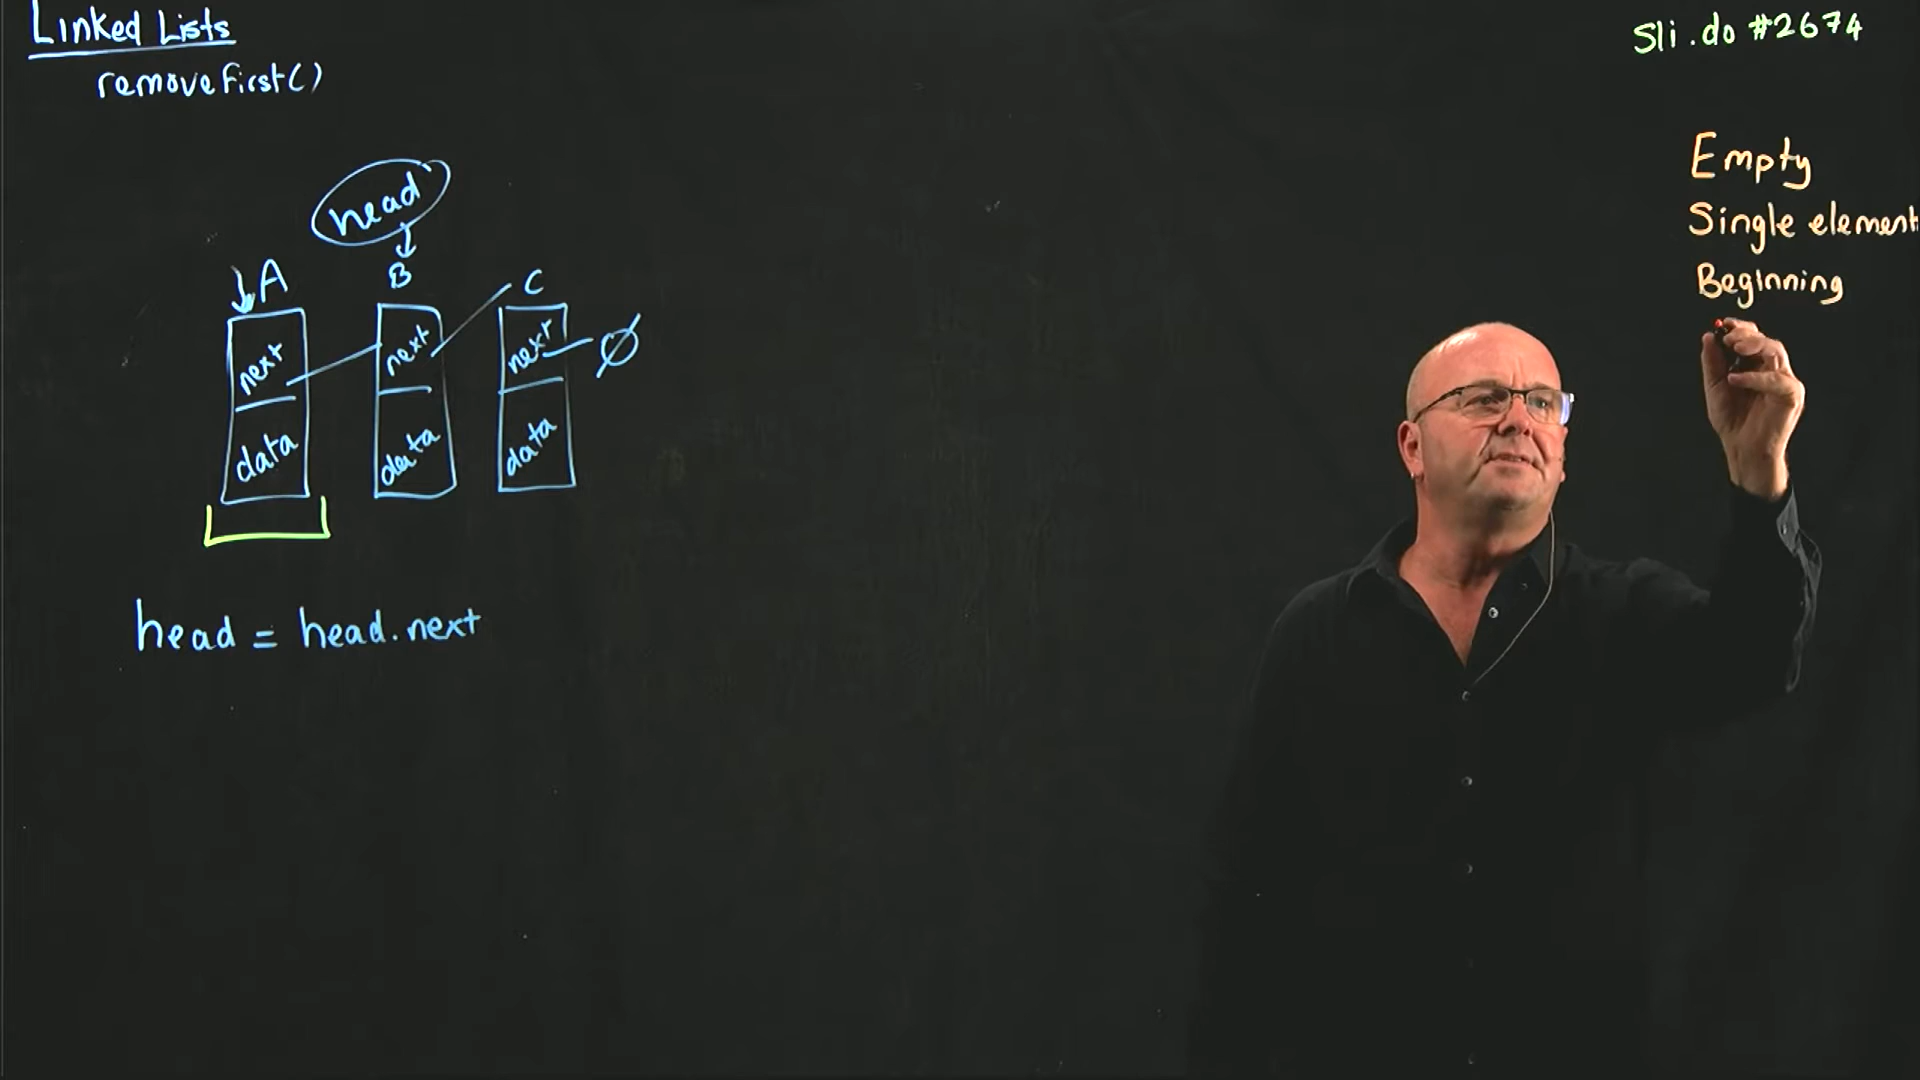 Linked Lists
removeFirst()
Sli.do #2674
Empty
Single element
Beginning
head
A
B
C
next
next
next
Ø
data
data
data
head = head.next